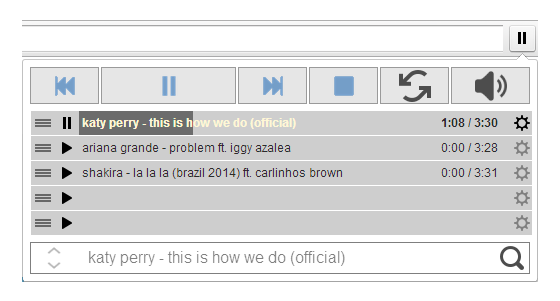 katy perry - this is how we do (official) 1:08 / 3:30
ariana grande - problem ft. iggy azalea 0:00 / 3:28
shakira - la la la (brazil 2014) ft. carlinhos brown 0:00 / 3:31
katy perry - this is how we do (official)